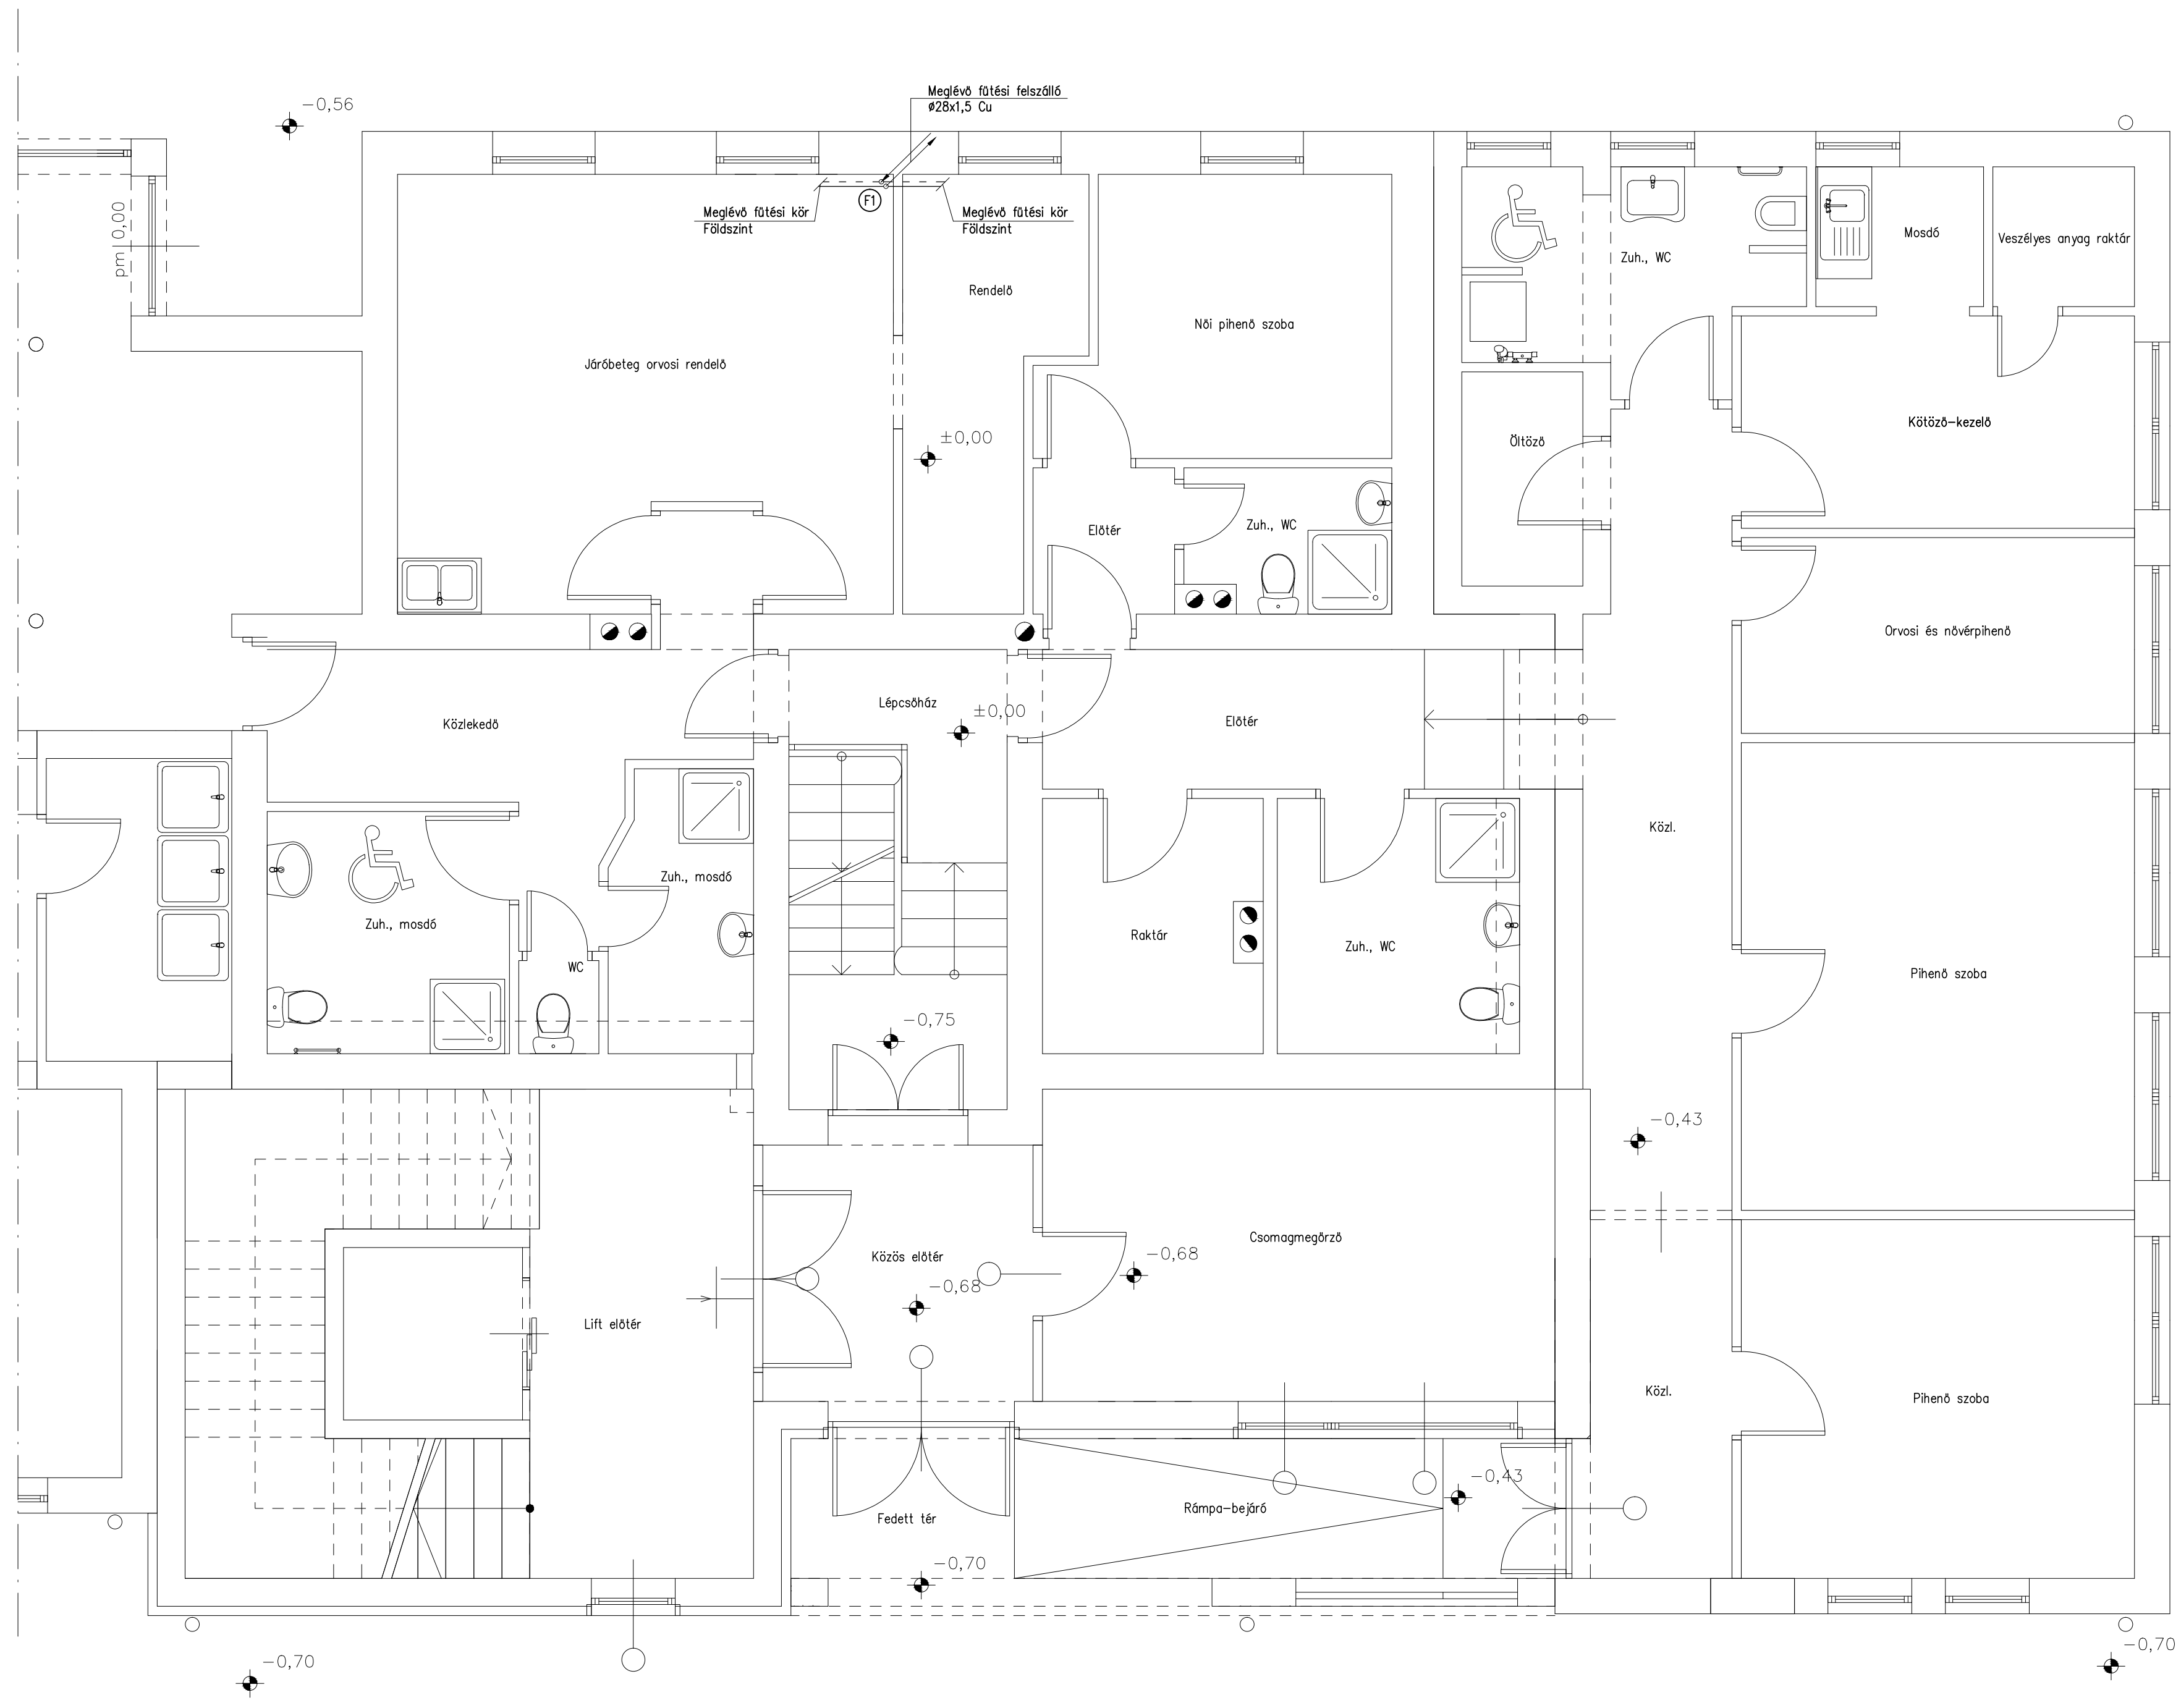 Meglévő fűtési felszálló
ø28x1,5 Cu
-0,56
pm 0,00
F1
Meglévő fűtési kör
Földszint
Meglévő fűtési kör
Földszint
Mosdó
Veszélyes anyag raktár
Zuh., WC
Rendelő
Női pihenő szoba
Járóbeteg orvosi rendelő
Kötöző-kezelő
±0,00
Öltöző
Előtér
Zuh., WC
Orvosi és nővérpihenő
Lépcsőház
±0,00
Közlekedő
Előtér
Közl.
Zuh., mosdó
Zuh., mosdó
Raktár
Zuh., WC
WC
Pihenő szoba
-0,75
-0,43
Csomagmegőrző
Közös előtér
-0,68
-0,68
Lift előtér
Közl.
Pihenő szoba
-0,43
Rámpa-bejáró
Fedett tér
-0,70
-0,70
-0,70